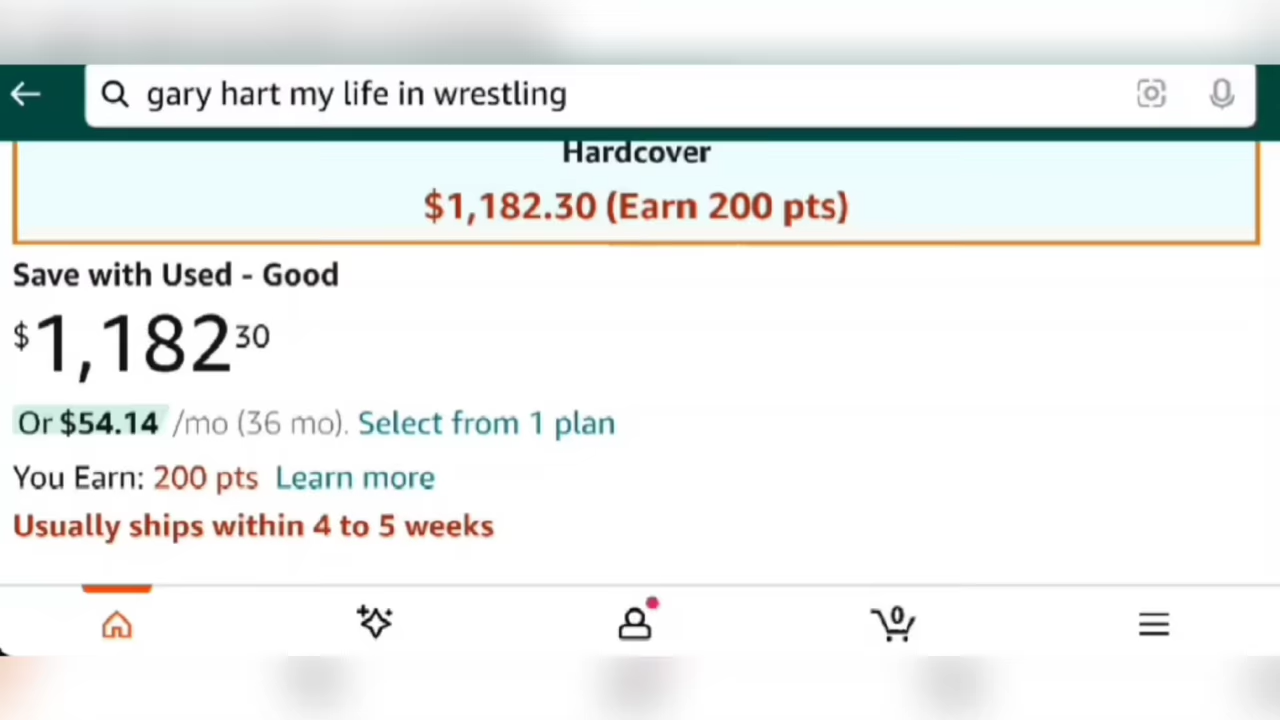 gary hart my life in wrestling
Hardcover
$1,182.30 (Earn 200 pts)
Save with Used - Good
$1,182 30
Or $54.14 /mo (36 mo). Select from 1 plan
You Earn: 200 pts Learn more
Usually ships within 4 to 5 weeks
0